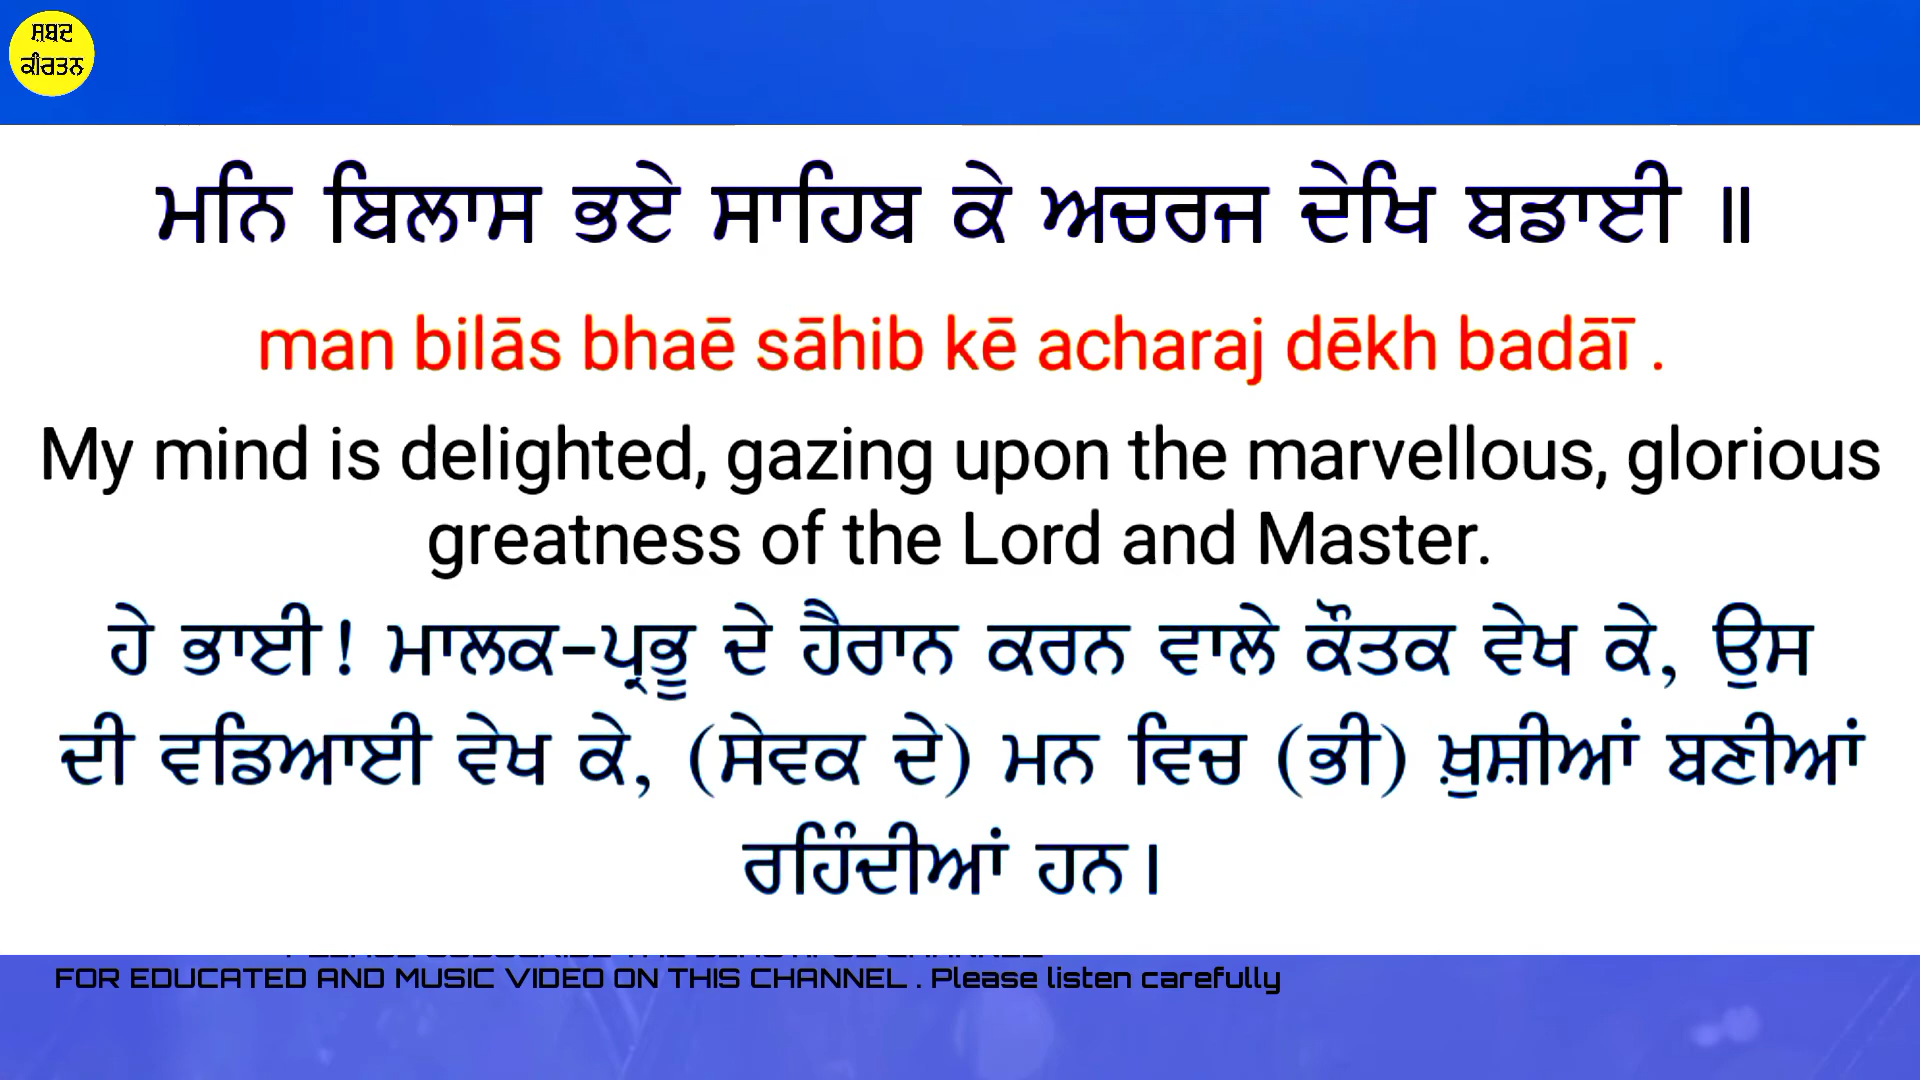 ਸ਼ਬਦ
ਕੀਰਤਨ
ਮਨਿ ਬਿਲਾਸ ਭਏ ਸਾਹਿਬ ਕੇ ਅਚਰਜ ਦੇਖਿ ਬਡਾਈ ॥
man bilās bhaē sāhib kē acharaj dēkh badāī .
My mind is delighted, gazing upon the marvellous, glorious
greatness of the Lord and Master.
ਹੇ ਭਾਈ! ਮਾਲਕ-ਪ੍ਰਭੂ ਦੇ ਹੈਰਾਨ ਕਰਨ ਵਾਲੇ ਕੌਤਕ ਵੇਖ ਕੇ, ਉਸ
ਦੀ ਵਡਿਆਈ ਵੇਖ ਕੇ, (ਸੇਵਕ ਦੇ) ਮਨ ਵਿਚ (ਭੀ) ਖ਼ੁਸ਼ੀਆਂ ਬਣੀਆਂ
ਰਹਿੰਦੀਆਂ ਹਨ।
FOR EDUCATED AND MUSIC VIDEO ON THIS CHANNEL . Please listen carefully